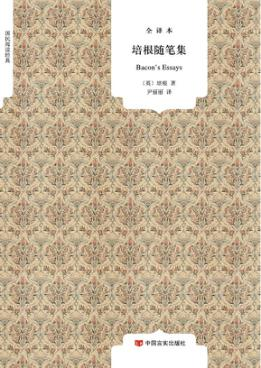 国民阅读经典
全译本
培根随笔集
Bacon's Essays
〔英〕培根 著
尹丽丽 译
中国言实出版社